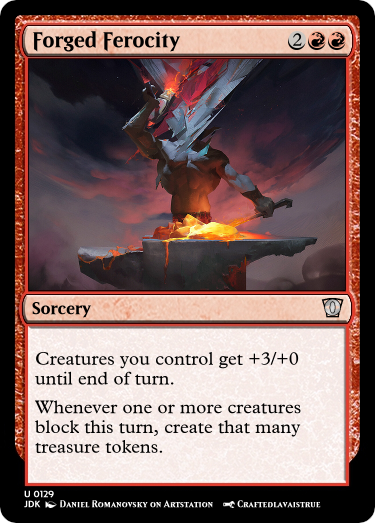 Forged Ferocity 2
Sorcery
Creatures you control get +3/+0
until end of turn.
Whenever one or more creatures
block this turn, create that many
treasure tokens.
U 0129
JDK Daniel Romanovsky on Artstation Craftedlavaistrue